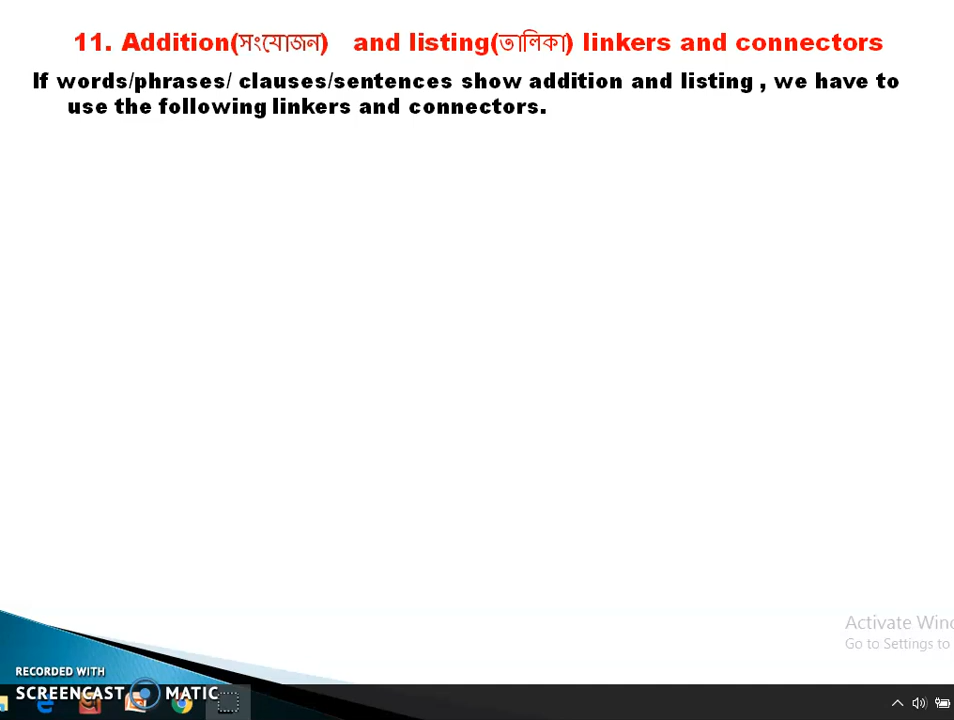 11. Addition(সংযোজন) and listing(তালিকা) linkers and connectors
If words/phrases/ clauses/sentences show addition and listing , we have to
use the following linkers and connectors.
Activate Wind
Go to Settings to
RECORDED WITH
SCREENCAST MATIC